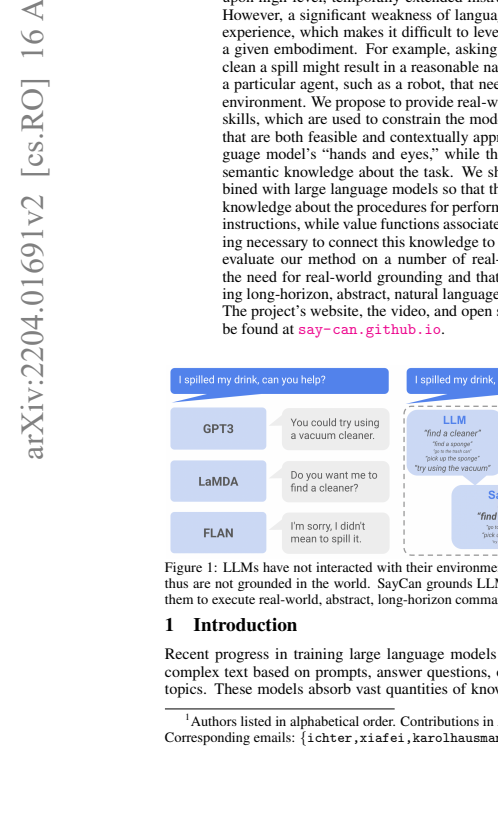 arXiv:2204.01691v2 [cs.RO] 16 A
However, a significant weakness of langua
experience, which makes it difficult to leve
a given embodiment. For example, asking
clean a spill might result in a reasonable na
a particular agent, such as a robot, that nee
environment. We propose to provide real-w
skills, which are used to constrain the mod
that are both feasible and contextually appr
guage model's “hands and eyes,” while th
semantic knowledge about the task. We sh
bined with large language models so that th
knowledge about the procedures for perform
instructions, while value functions associate
ing necessary to connect this knowledge to
evaluate our method on a number of real-
the need for real-world grounding and that
ing long-horizon, abstract, natural language
The project's website, the video, and open s
be found at say-can.github.io.
I spilled my drink, can you help?
GPT3
You could try using
a vacuum cleaner.
LaMDA
Do you want me to
find a cleaner?
FLAN
I'm sorry, I didn't
mean to spill it.
I spilled my drink,
LLM
"find a cleaner"
"find a sponge"
"go to the trash can"
"pick up the sponge"
"try using the vacuum"
Sa
"find
"go to
"pick u
Figure 1: LLMs have not interacted with their environme
thus are not grounded in the world. SayCan grounds LLM
them to execute real-world, abstract, long-horizon comma
1 Introduction
Recent progress in training large language models
complex text based on prompts, answer questions, o
topics. These models absorb vast quantities of know
1Authors listed in alphabetical order. Contributions in
Corresponding emails: {ichter,xiafei,karolhausman